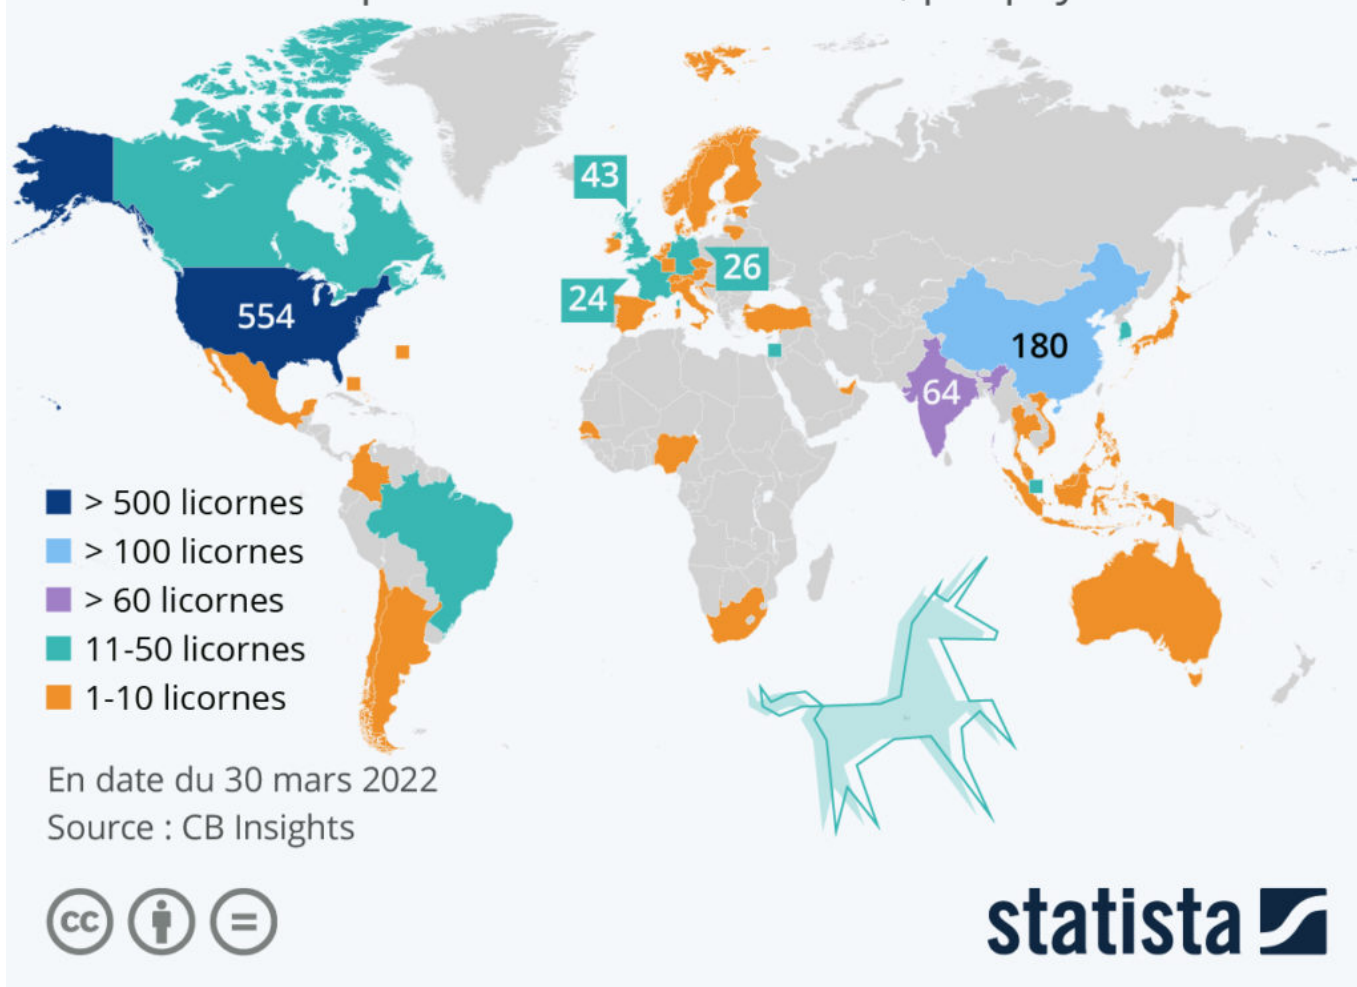 43
26
24
554
180
64
> 500 licornes
> 100 licornes
> 60 licornes
11-50 licornes
1-10 licornes
En date du 30 mars 2022
Source : CB Insights
cc
=
statista